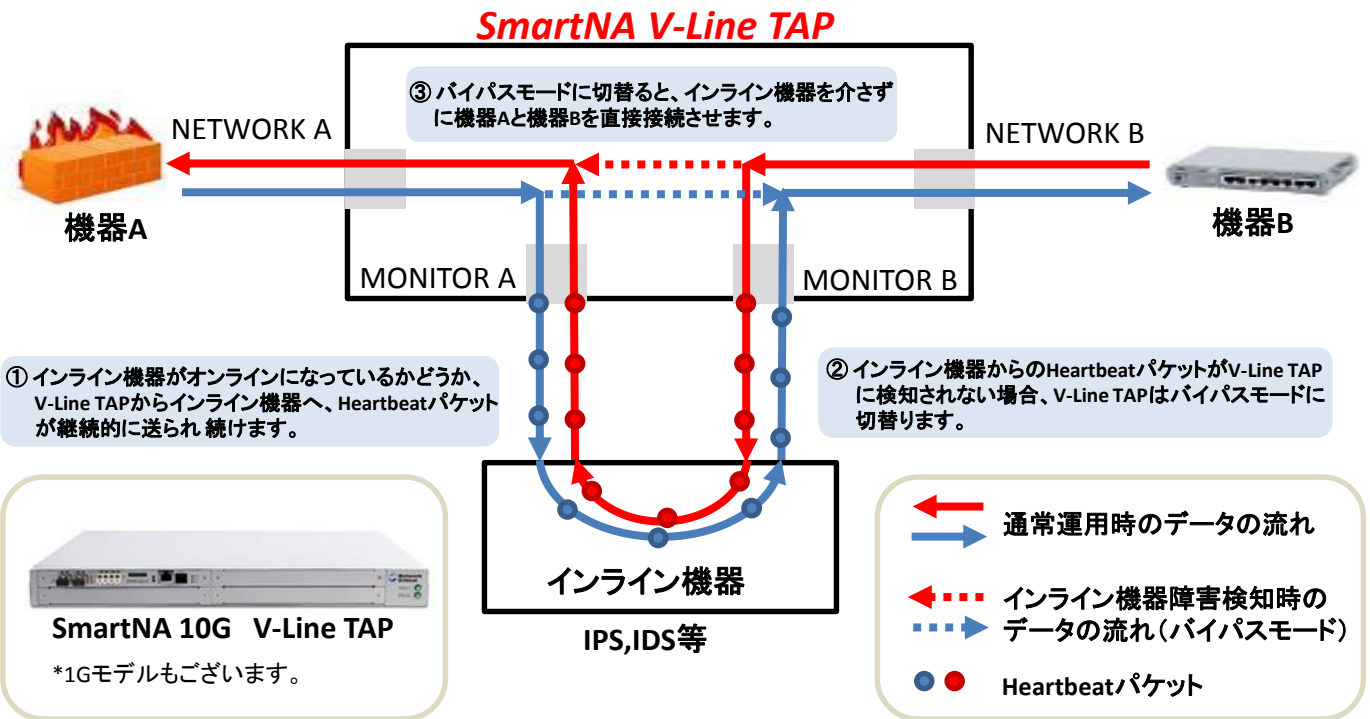 SmartNA V-Line TAP
③ バイパスモードに切替ると、インライン機器を介さず
に機器Aと機器Bを直接接続させます。
NETWORK A
NETWORK B
機器A
機器B
MONITOR A
MONITOR B
① インライン機器がオンラインになっているかどうか、
V-Line TAPからインライン機器へ、Heartbeatパケット
が継続的に送られ 続けます。
② インライン機器からのHeartbeatパケットがV-Line TAP
に検知されない場合、V-Line TAPはバイパスモードに
切替ります。
インライン機器
IPS,IDS等
SmartNA 10G V-Line TAP
*1Gモデルもございます。
通常運用時のデータの流れ
インライン機器障害検知時の
データの流れ(バイパスモード)
Heartbeatパケット